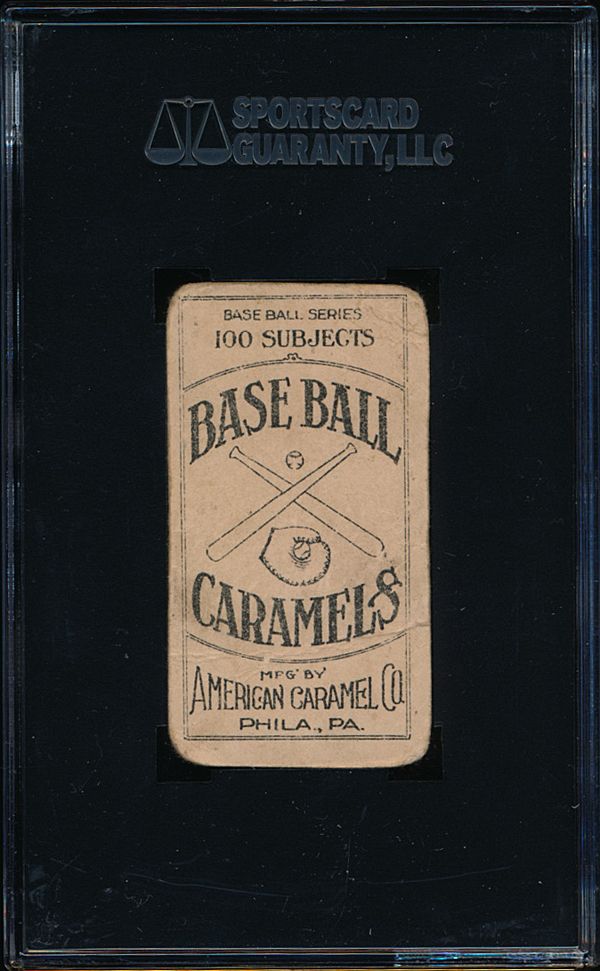 SPORTSCARD
GUARANTY, LLC
BASE BALL SERIES
100 SUBJECTS
BASE BALL
CARAMELS
MFG' BY
AMERICAN CARAMEL CO.
PHILA., PA.